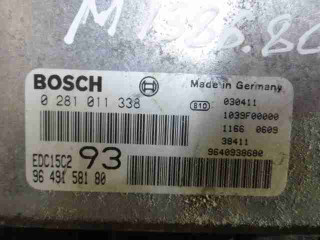 BOSCH
Made in Germany
0 281 011 338
030411
1039F00000
1166 0609
EDC15C2 93
38411
9640938680
96 491 581 80